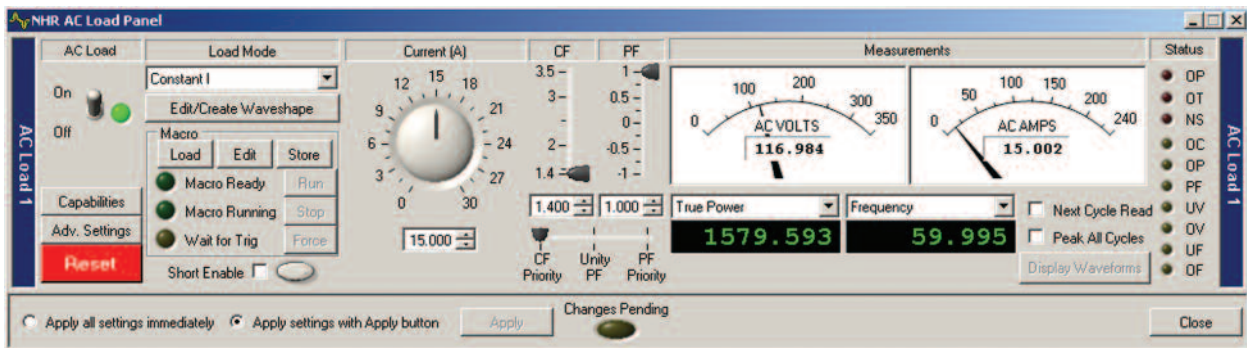 NHR AC Load Panel
AC Load 1
AC Load
On
Off
Capabilities
Adv. Settings
Reset
Load Mode
Constant I
Edit/Create Waveshape
Macro
Load Edit Store
Macro Ready Run
Macro Running Stop
Wait for Trig Force
Short Enable
Current (A)
0 3 6 9 12 15 18 21 24 27 30
15.000
CF
3.5
3
2
1.4
1.400
PF
1
0.5
0
-0.5
-1
1.000
CF Priority
Unity PF
PF Priority
Measurements
0 100 200 300 350
AC VOLTS
116.984
0 50 100 150 200 240
AC AMPS
15.002
True Power
1579.593
Frequency
59.995
Next Cycle Read
Peak All Cycles
Display Waveforms
Status
OP
OT
NS
OC
OP
PF
UV
OV
UF
OF
AC Load 1
Apply all settings immediately
Apply settings with Apply button
Apply
Changes Pending
Close